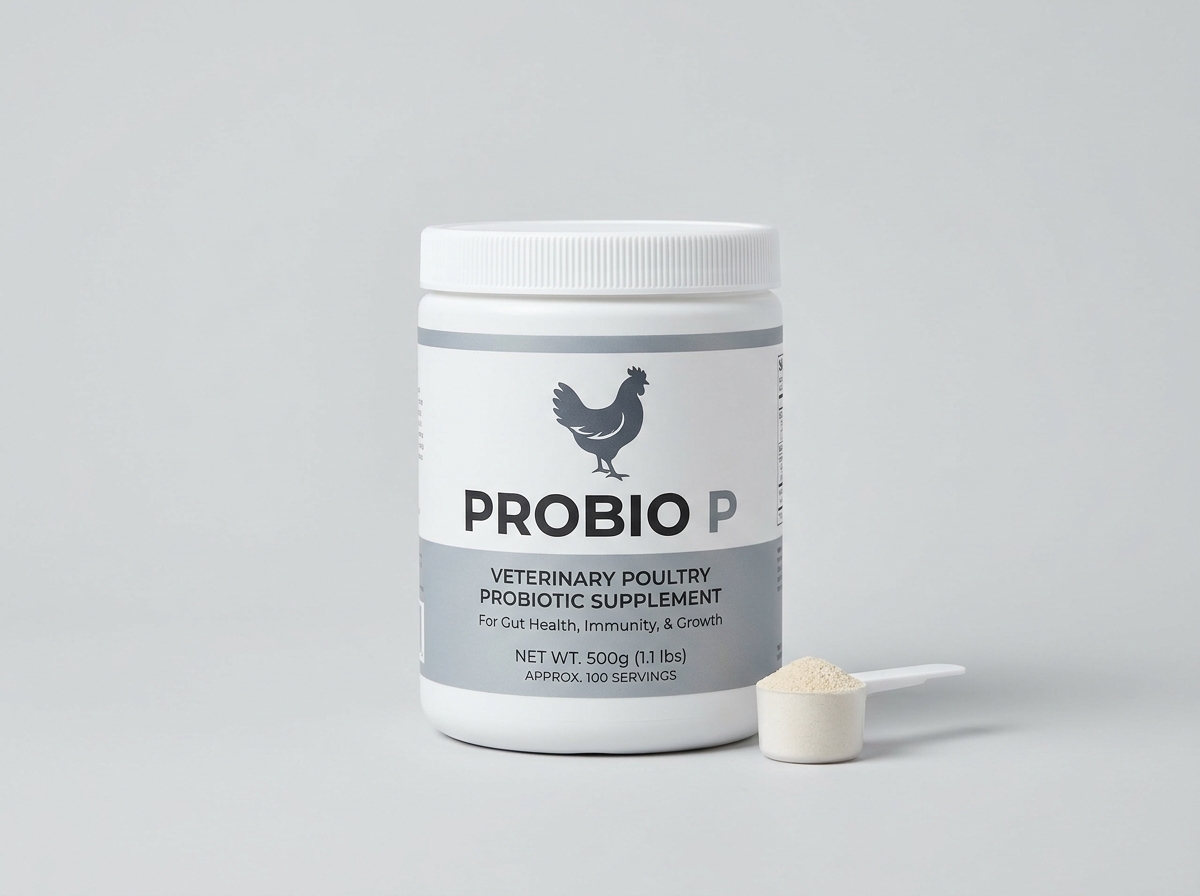 PROBIO P
VETERINARY POULTRY
PROBIOTIC SUPPLEMENT
For Gut Health, Immunity, & Growth
NET WT. 500g (1.1 lbs)
APPROX. 100 SERVINGS